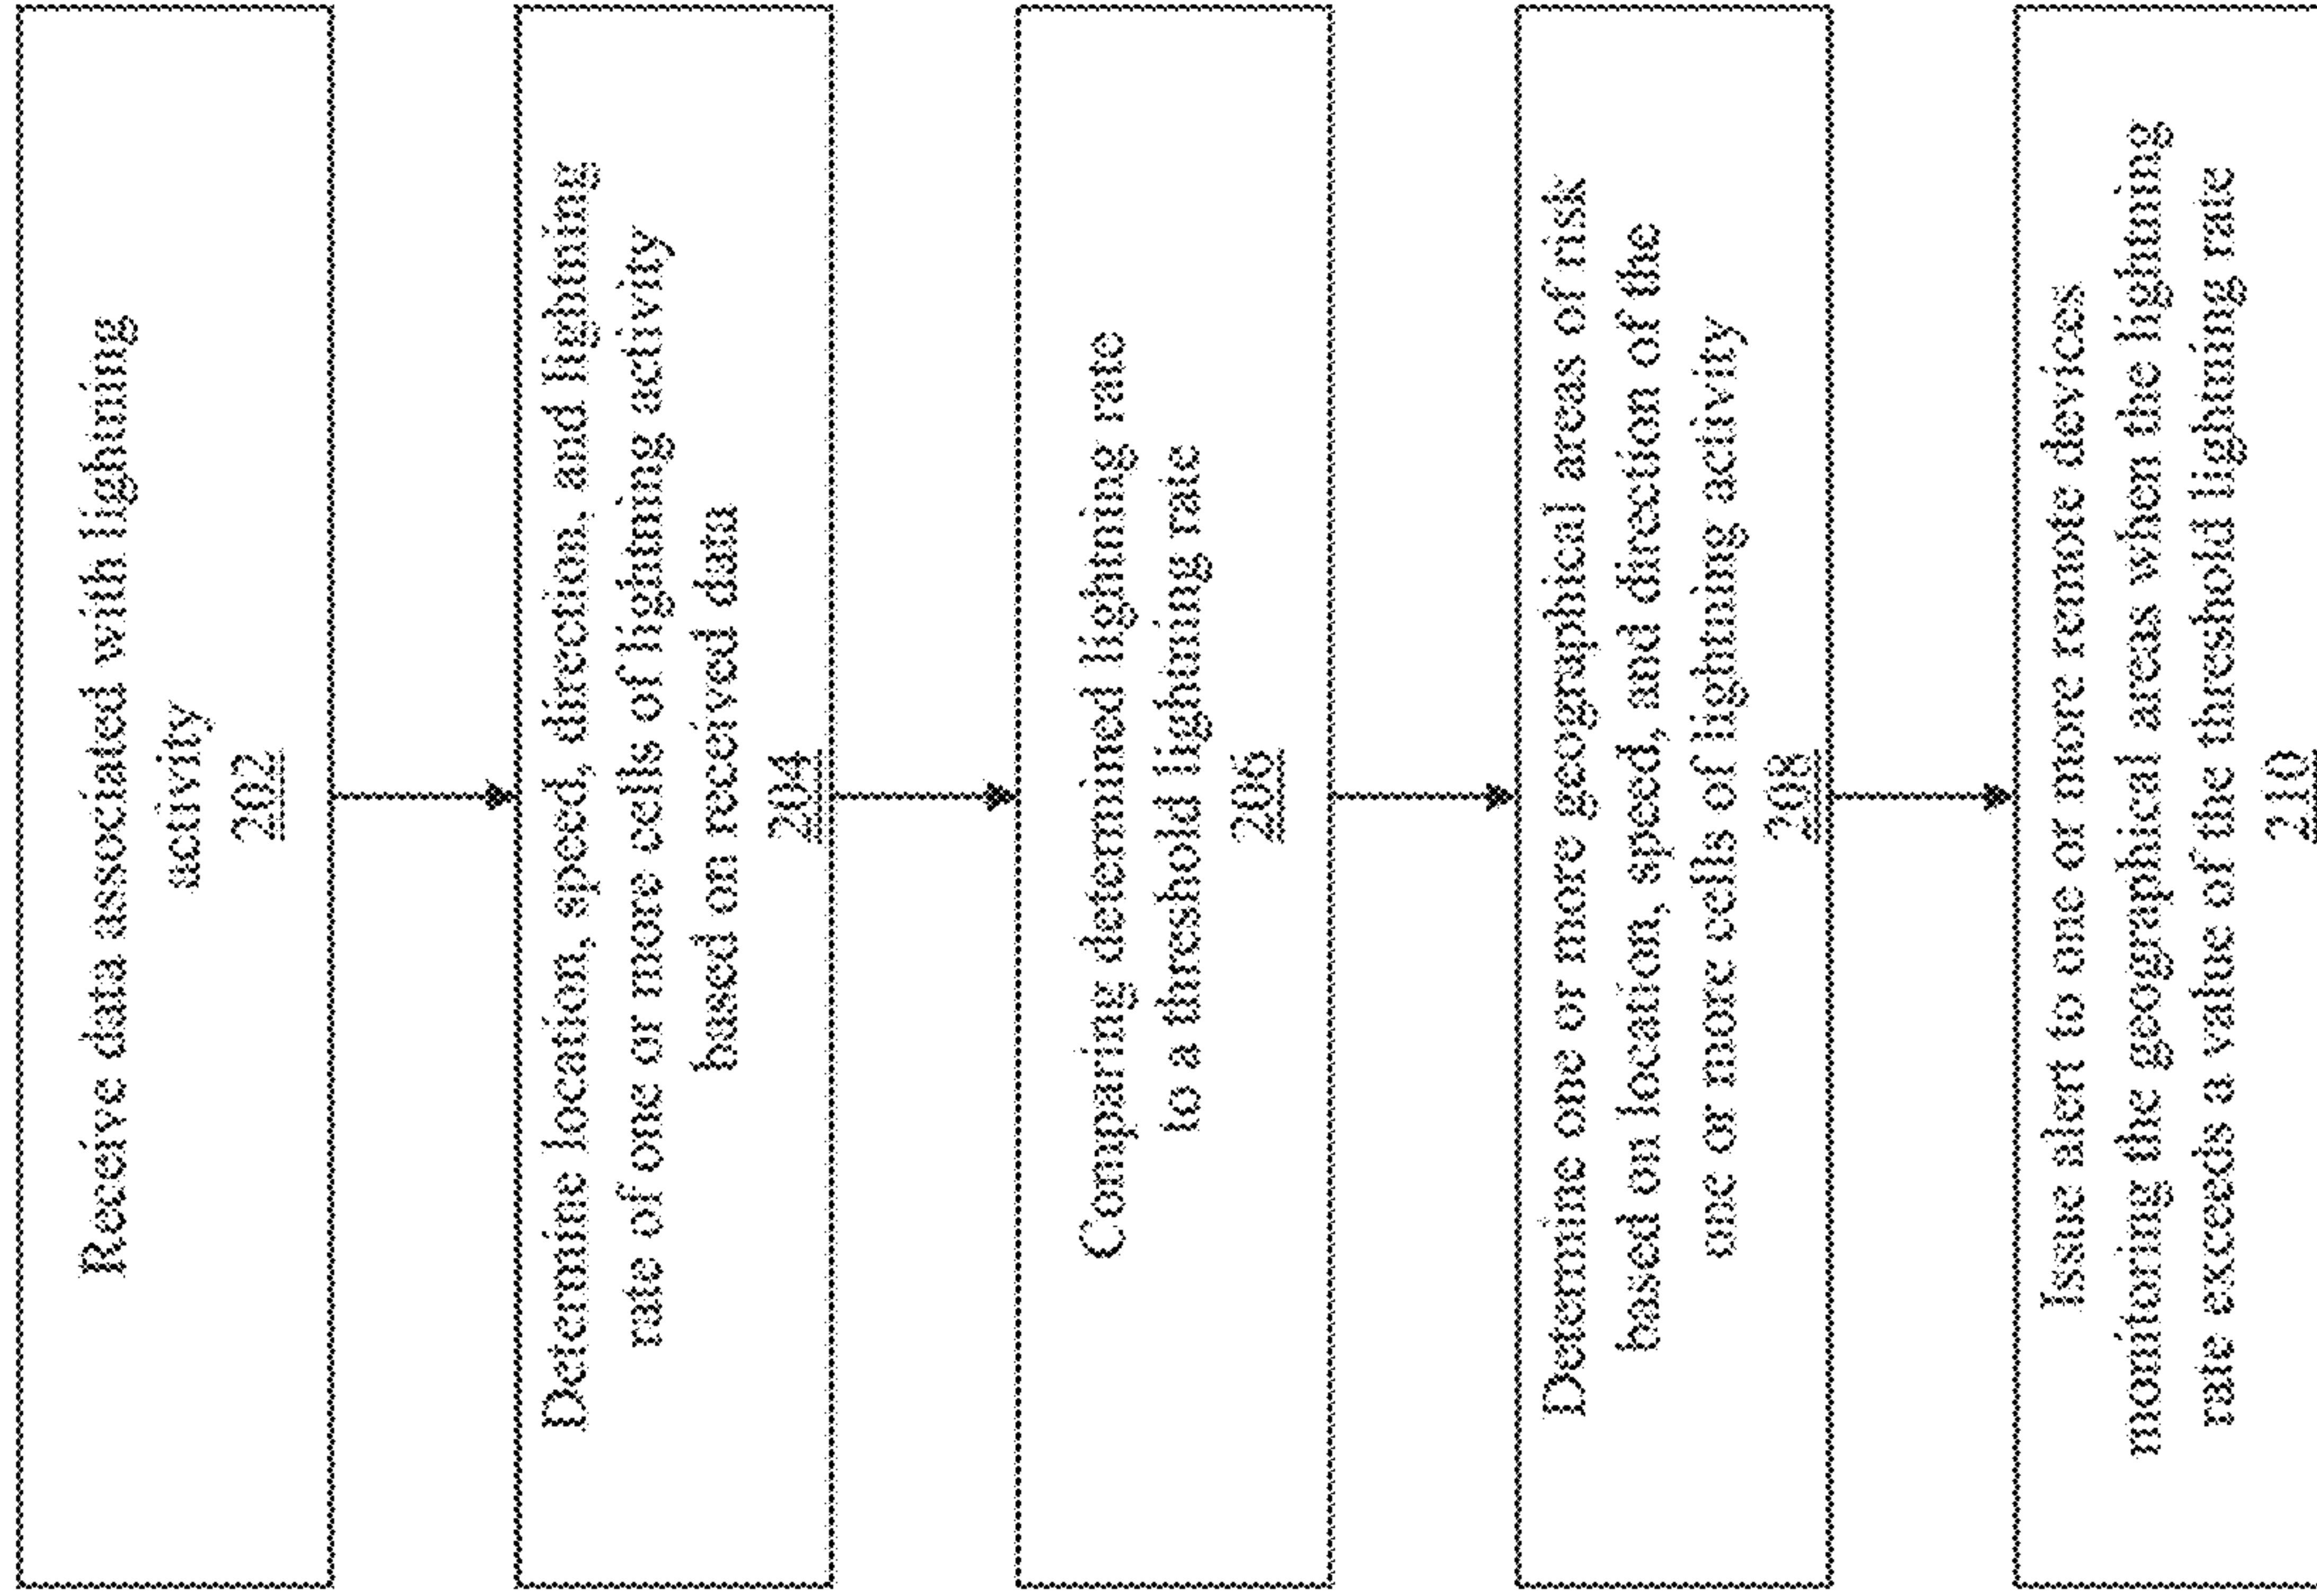 Receive data associated with lightning
activity
202
Determine location, speed, direction, and lightning
rate of one or more cells of lightning activity
based on received data
204
Comparing determined lightning rate
to a threshold lightning rate
206
Determine one or more geographical areas of risk
based on location, speed, and direction of the
one or more cells of lightning activity
208
Issue alert to one or more remote devices
monitoring the geographical areas when the lightning
rate exceeds a value of the threshold lightning rate
210